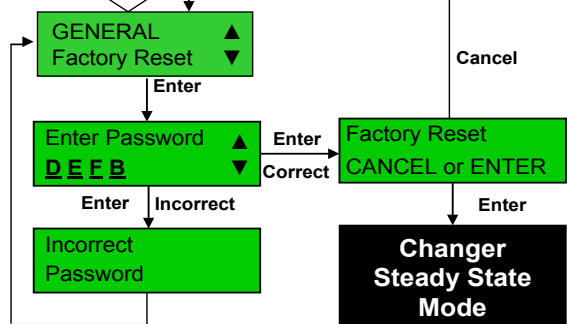 GENERAL ▲
Factory Reset ▼
Cancel
Enter
Enter Password ▲
D E F B ▼
Enter
Correct
Factory Reset
CANCEL or ENTER
Enter Incorrect
Enter
Incorrect
Password
Changer
Steady State
Mode